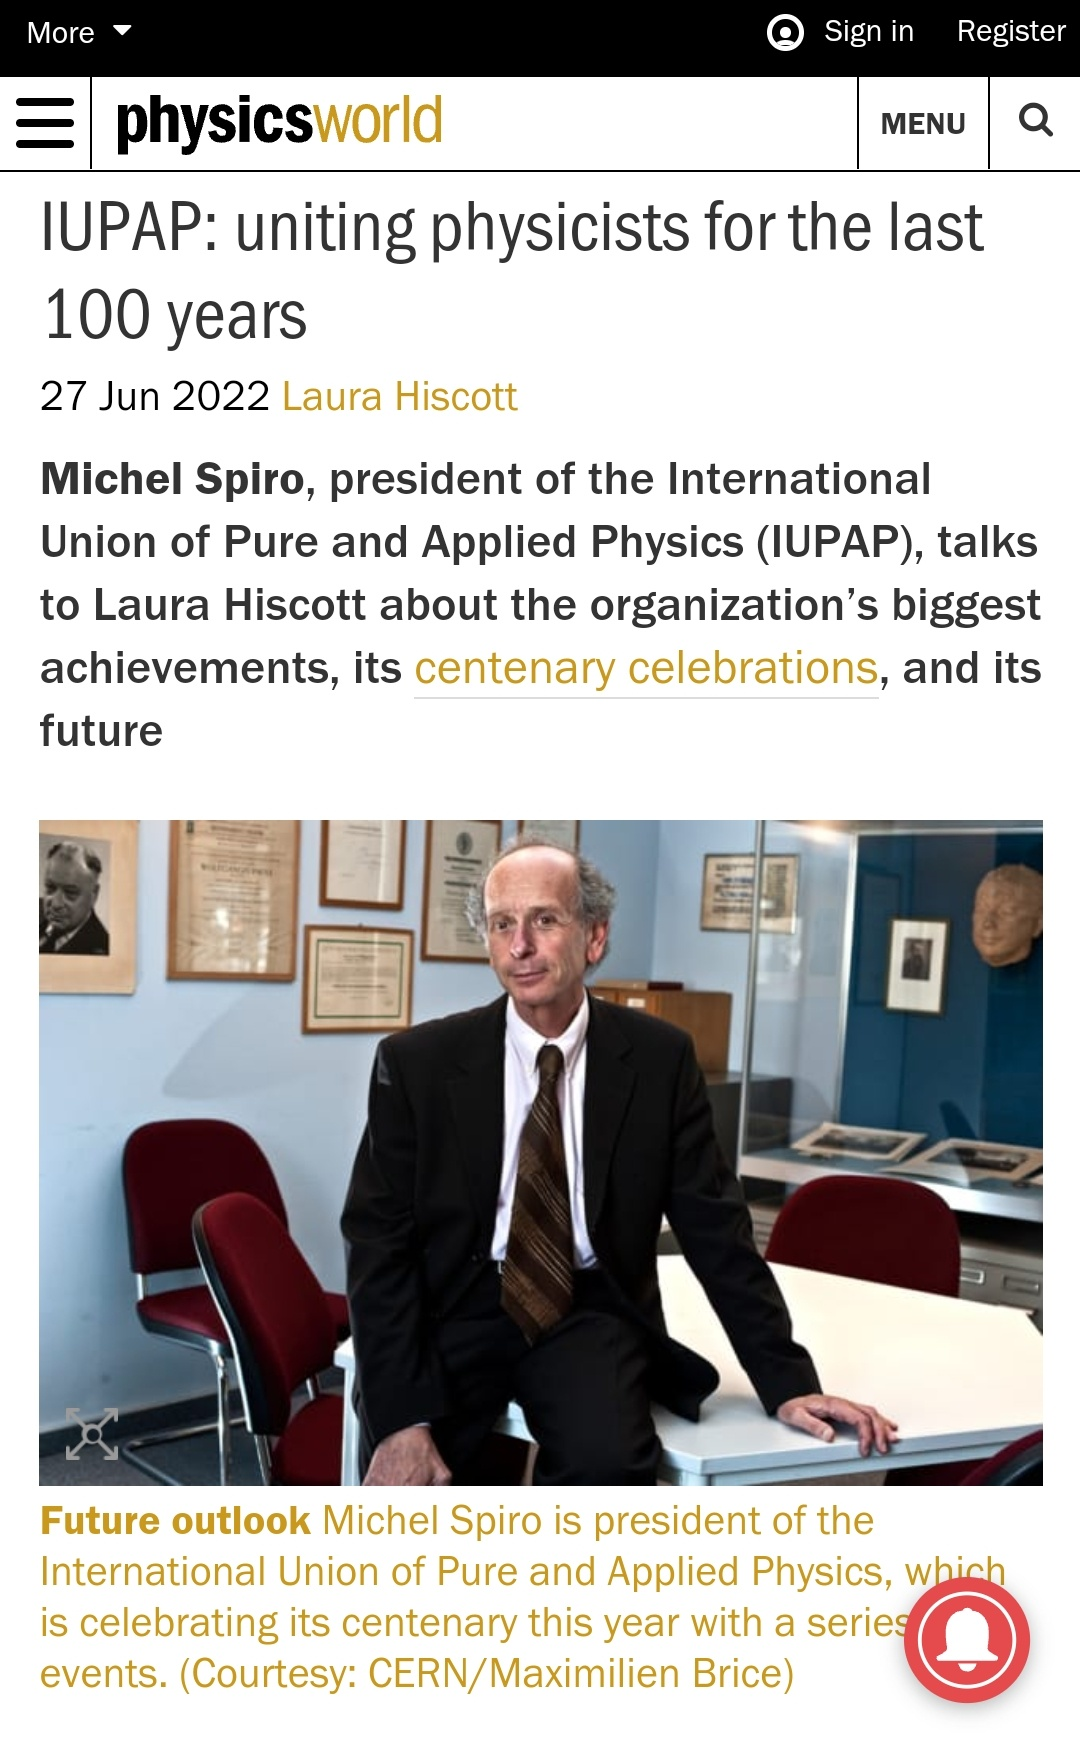 More
Sign in
Register
physicsworld
MENU
IUPAP: uniting physicists for the last
100 years
27 Jun 2022 Laura Hiscott
Michel Spiro, president of the International
Union of Pure and Applied Physics (IUPAP), talks
to Laura Hiscott about the organization’s biggest
achievements, its centenary celebrations, and its
future
Future outlook Michel Spiro is president of the
International Union of Pure and Applied Physics, which
is celebrating its centenary this year with a series
events. (Courtesy: CERN/Maximilien Brice)